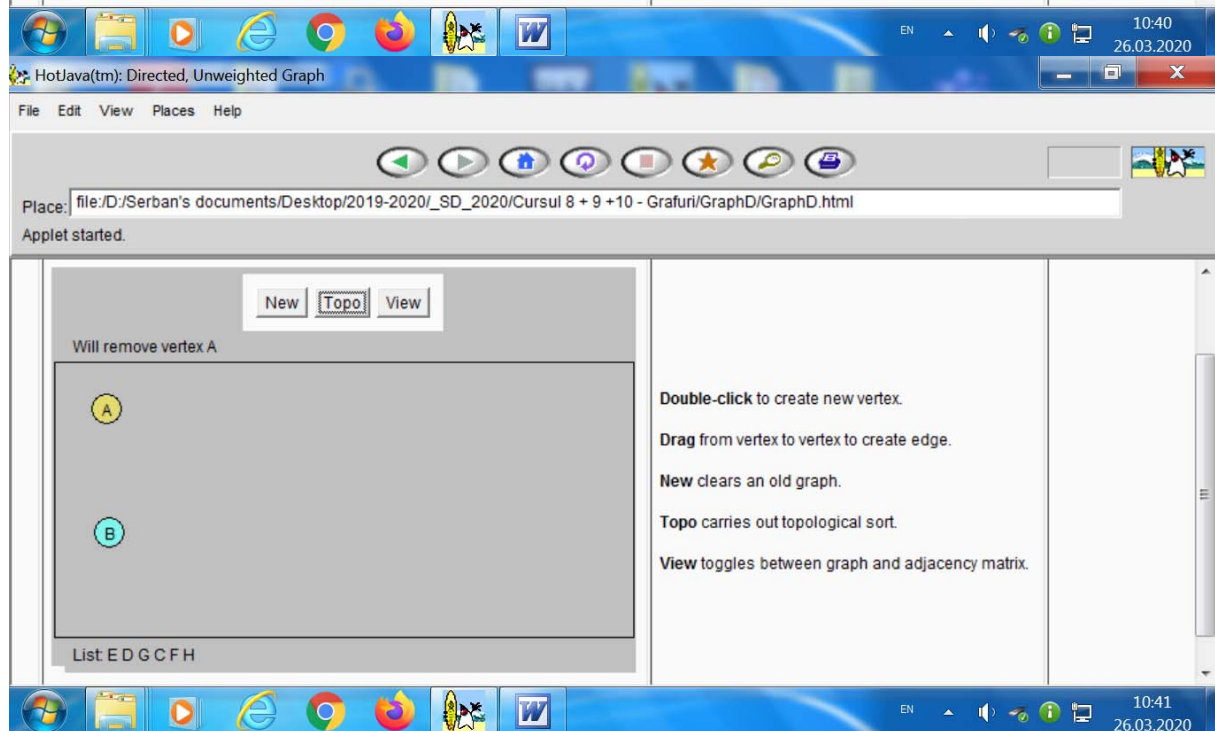 EN
10:40
26.03.2020
HotJava(tm): Directed, Unweighted Graph
File Edit View Places Help
Place: file:/D:/Serban's documents/Desktop/2019-2020/_SD_2020/Cursul 8 + 9 +10 - Grafuri/GraphD/GraphD.html
Applet started.
New Topo View
Will remove vertex A
A
B
List: E D G C F H
Double-click to create new vertex.
Drag from vertex to vertex to create edge.
New clears an old graph.
Topo carries out topological sort.
View toggles between graph and adjacency matrix.
EN
10:41
26.03.2020